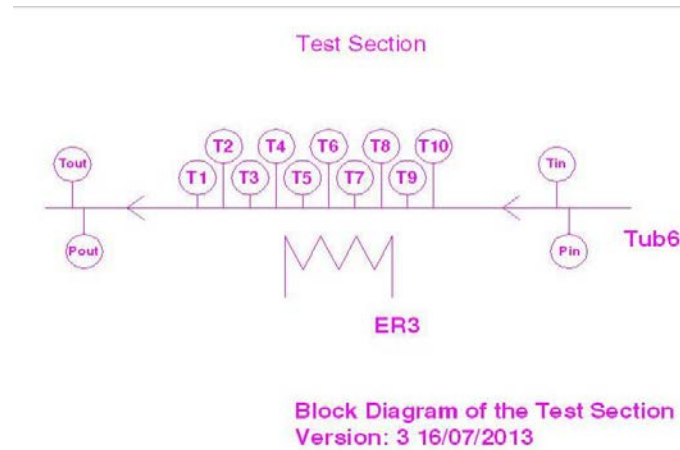 Test Section
T2 T4 T6 T8 T10
Tout T1 T3 T5 T7 T9 Tin
Pout Pin Tub6
ER3
Block Diagram of the Test Section
Version: 3 16/07/2013